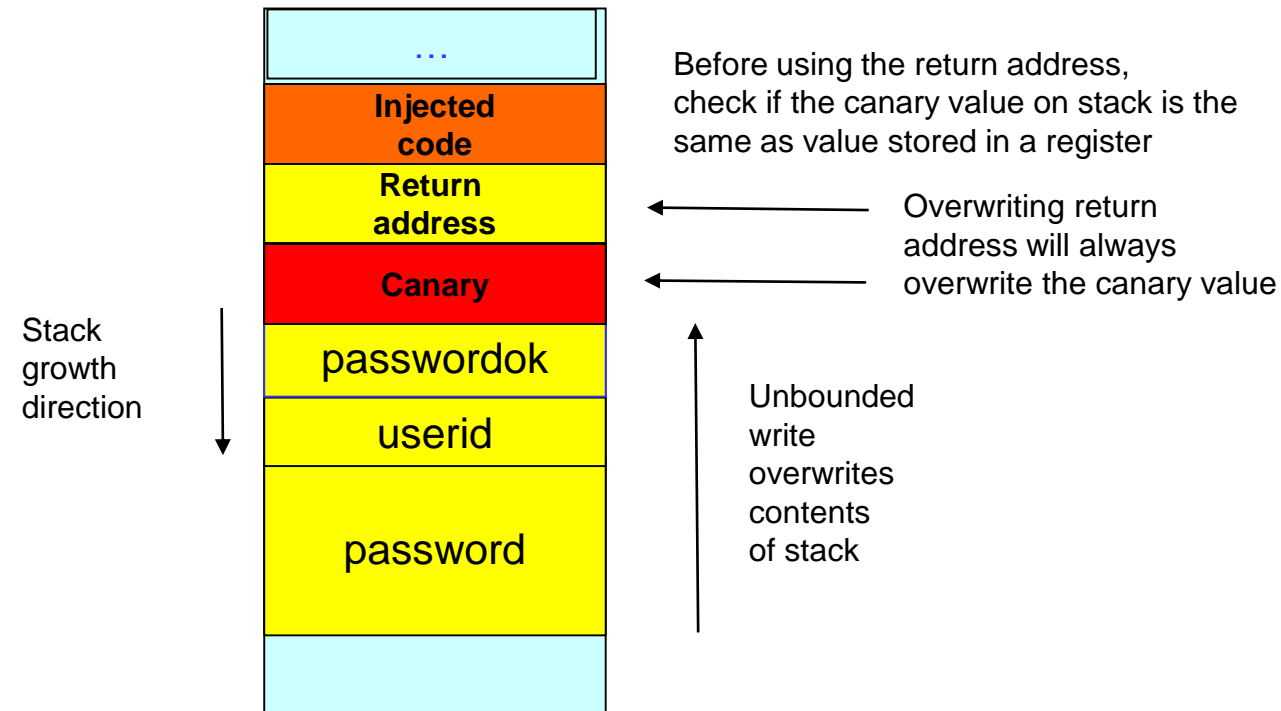 ...
Injected
code
Return
address
Canary
passwordok
userid
password
Stack
growth
direction
Before using the return address,
check if the canary value on stack is the
same as value stored in a register
Overwriting return
address will always
overwrite the canary value
Unbounded
write
overwrites
contents
of stack